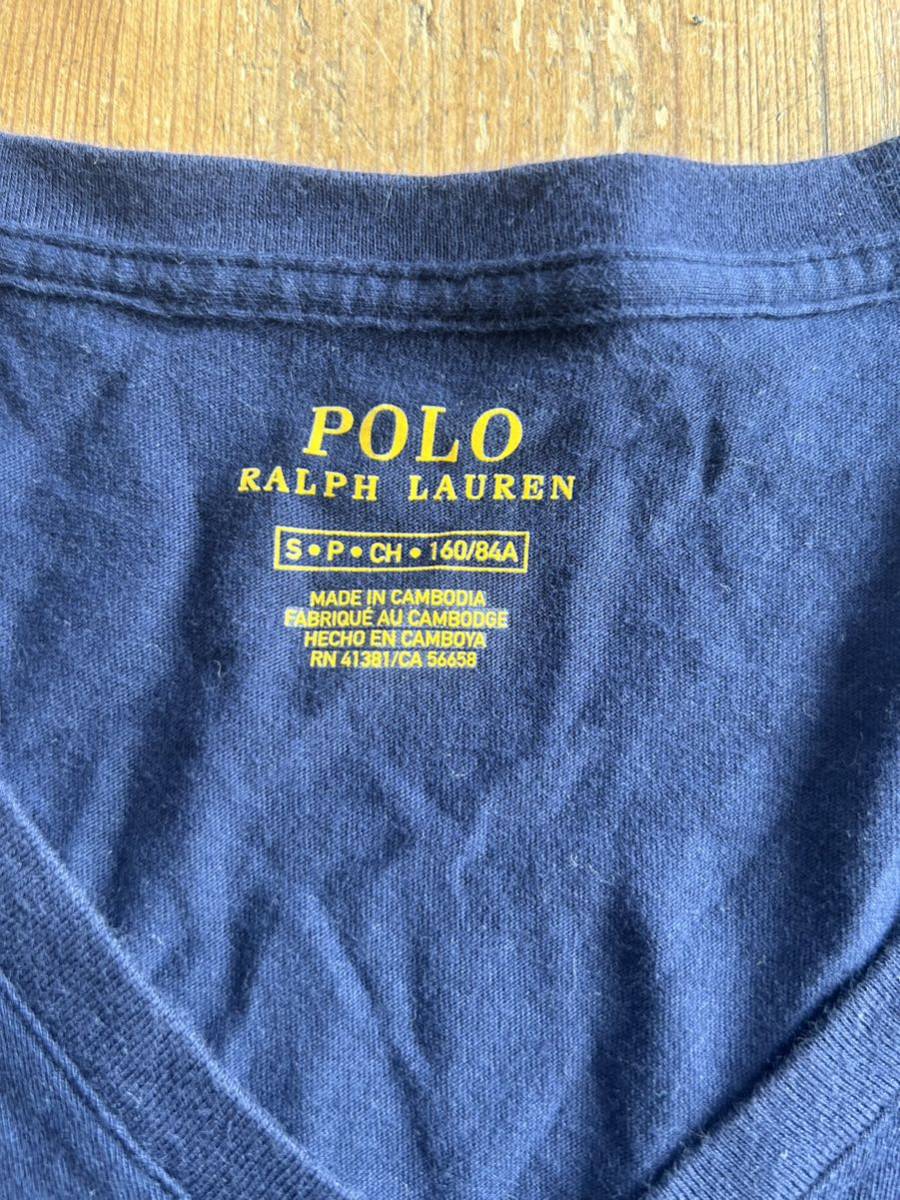 POLO
RALPH LAUREN
S • P • CH • 160/84A
MADE IN CAMBODIA
FABRIQUÉ AU CAMBODGE
HECHO EN CAMBOYA
RN 41381/CA 56658